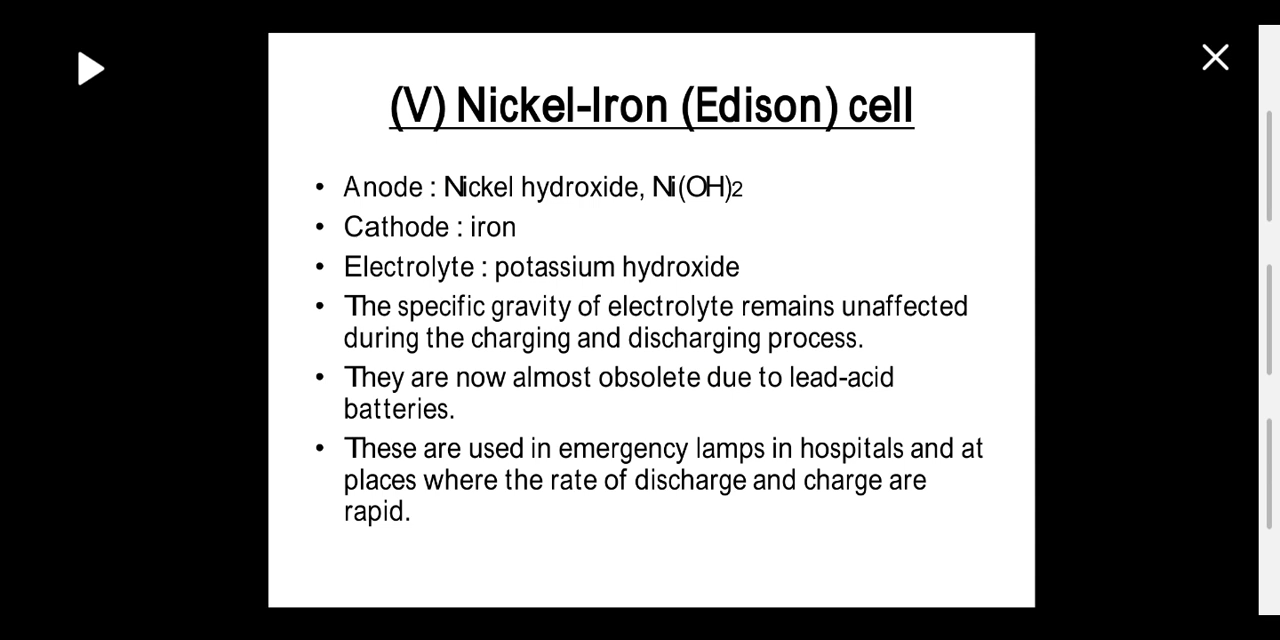 (V) Nickel-Iron (Edison) cell
• Anode : Nickel hydroxide, Ni(OH)2
• Cathode : iron
• Electrolyte : potassium hydroxide
• The specific gravity of electrolyte remains unaffected
during the charging and discharging process.
• They are now almost obsolete due to lead-acid
batteries.
• These are used in emergency lamps in hospitals and at
places where the rate of discharge and charge are
rapid.